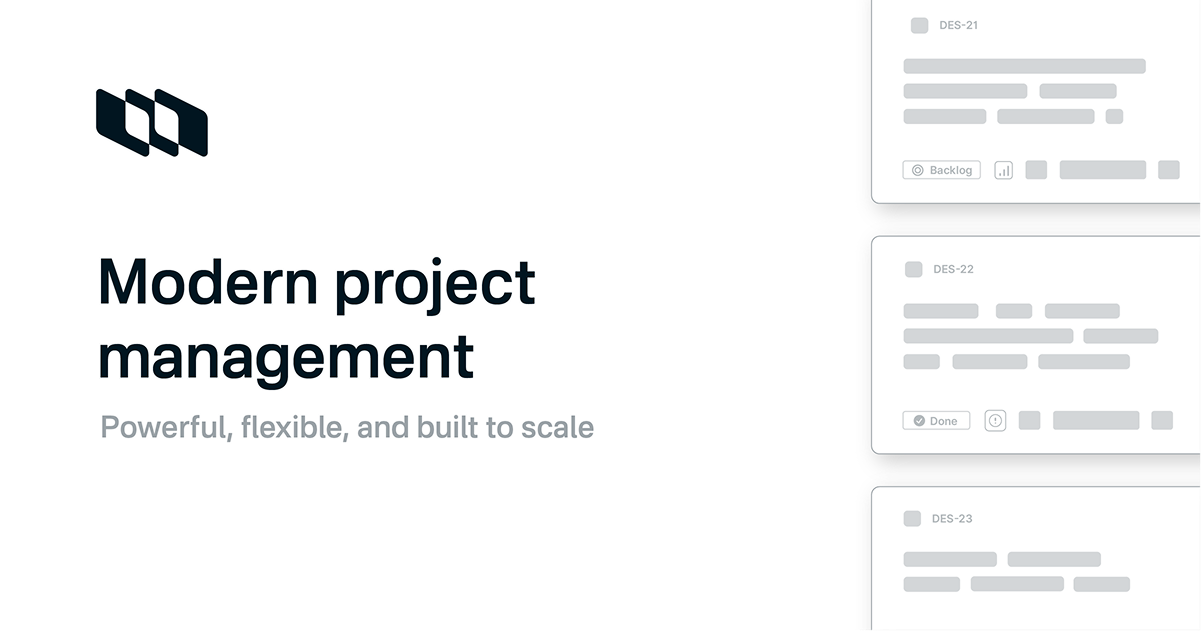 Modern project
management
Powerful, flexible, and built to scale
DES-21
Backlog
DES-22
Done
DES-23